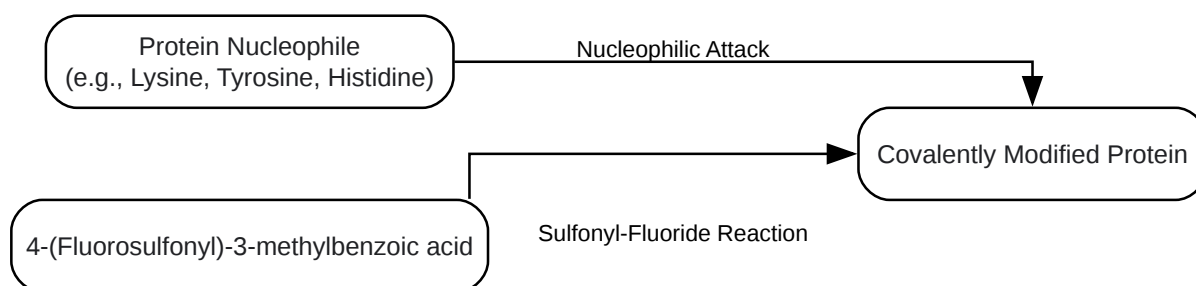 Protein Nucleophile
(e.g., Lysine, Tyrosine, Histidine)
Nucleophilic Attack
Covalently Modified Protein
4-(Fluorosulfonyl)-3-methylbenzoic acid
Sulfonyl-Fluoride Reaction